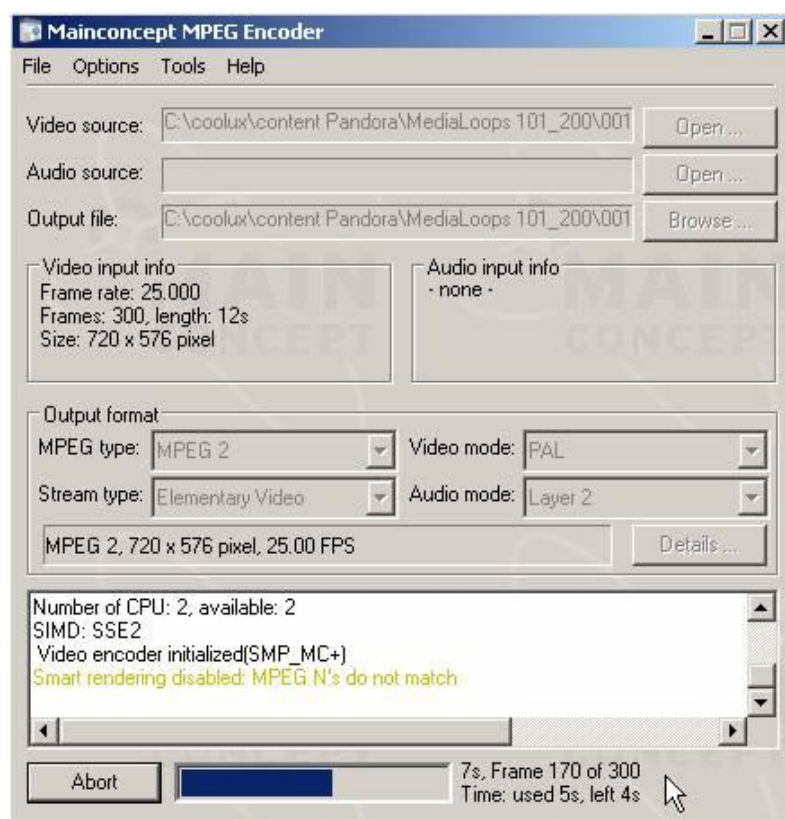 Mainconcept MPEG Encoder
File Options Tools Help
Video source: C:\coolux\content Pandora\MediaLoops 101_200\001 Open ...
Audio source: Open ...
Output file: C:\coolux\content Pandora\MediaLoops 101_200\001 Browse ...
Video input info
Frame rate: 25.000
Frames: 300, length: 12s
Size: 720 x 576 pixel
Audio input info
- none -
MAIN CONCEPT
MAIN CONCEPT
Output format
MPEG type: MPEG 2 Video mode: PAL
Stream type: Elementary Video Audio mode: Layer 2
MPEG 2, 720 x 576 pixel, 25.00 FPS Details ...
Number of CPU: 2, available: 2
SIMD: SSE2
Video encoder initialized(SMP_MC+)
Smart rendering disabled: MPEG N's do not match
Abort
7s, Frame 170 of 300
Time: used 5s, left 4s